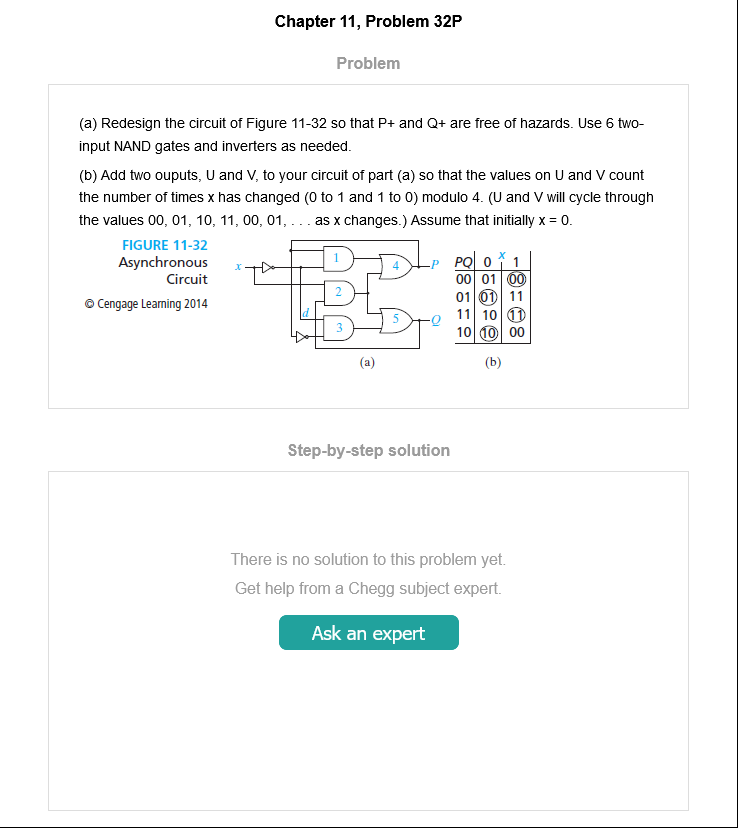 Chapter 11, Problem 32P
Problem
(a) Redesign the circuit of Figure 11-32 so that P+ and Q+ are free of hazards. Use 6 two-
input NAND gates and inverters as needed.
(b) Add two ouputs, U and V, to your circuit of part (a) so that the values on U and V count
the number of times x has changed (0 to 1 and 1 to 0) modulo 4. (U and V will cycle through
the values 00, 01, 10, 11, 00, 01, . . . as x changes.) Assume that initially x = 0.
FIGURE 11-32
Asynchronous
Circuit
© Cengage Learning 2014
x
1
2
3
4
5
d
P
Q
(a)
x
PQ 0 1
00 01 00
01 01 11
11 10 11
10 10 00
(b)
Step-by-step solution
There is no solution to this problem yet.
Get help from a Chegg subject expert.
Ask an expert